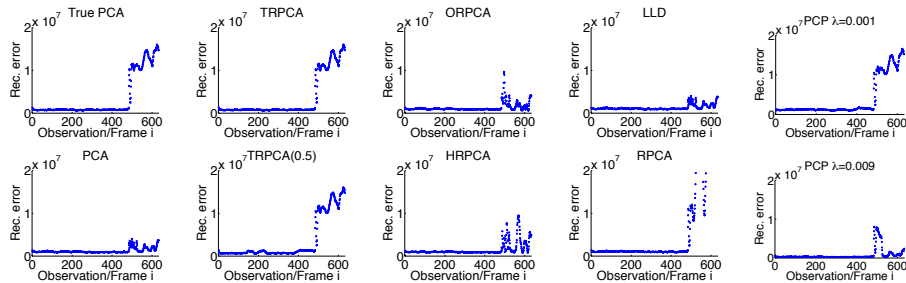 True PCA
2 x 10^7
Rec. error
1
0
0 200 400 600
Observation/Frame i
TRPCA
2 x 10^7
Rec. error
1
0
0 200 400 600
Observation/Frame i
ORPCA
2 x 10^7
Rec. error
1
0
0 200 400 600
Observation/Frame i
LLD
2 x 10^7
Rec. error
1
0
0 200 400 600
Observation/Frame i
PCP λ=0.001
2 x 10^7
Rec. error
1
0
0 200 400 600
Observation/Frame i
PCA
2 x 10^7
Rec. error
1
0
0 200 400 600
Observation/Frame i
TRPCA(0.5)
2 x 10^7
Rec. error
1
0
0 200 400 600
Observation/Frame i
HRPCA
2 x 10^7
Rec. error
1
0
0 200 400 600
Observation/Frame i
RPCA
2 x 10^7
Rec. error
1
0
0 200 400 600
Observation/Frame i
PCP λ=0.009
2 x 10^7
Rec. error
1
0
0 200 400 600
Observation/Frame i